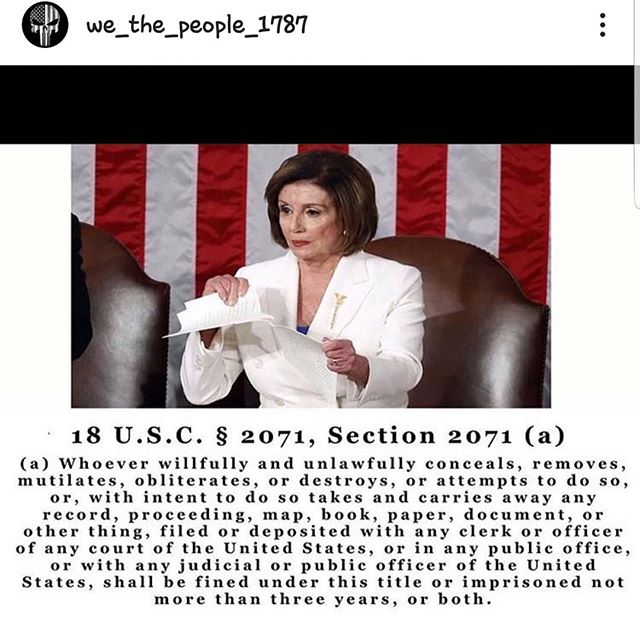 we_the_people_1787
18 U.S.C. § 2071, Section 2071 (a)
(a) Whoever willfully and unlawfully conceals, removes,
mutilates, obliterates, or destroys, or attempts to do so,
or, with intent to do so takes and carries away any
record, proceeding, map, book, paper, document, or
other thing, filed or deposited with any clerk or officer
of any court of the United States, or in any public office,
or with any judicial or public officer of the United
States, shall be fined under this title or imprisoned not
more than three years, or both.